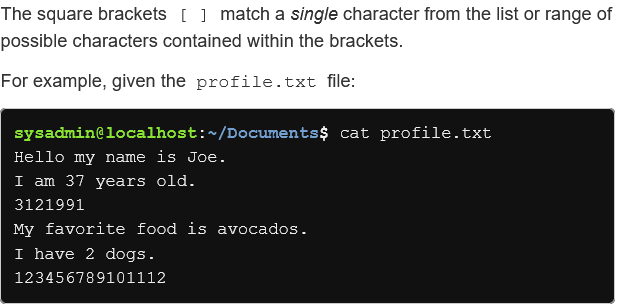 The square brackets [ ] match a single character from the list or range of
possible characters contained within the brackets.
For example, given the profile.txt file:
sysadmin@localhost:~/Documents$ cat profile.txt
Hello my name is Joe.
I am 37 years old.
3121991
My favorite food is avocados.
I have 2 dogs.
123456789101112